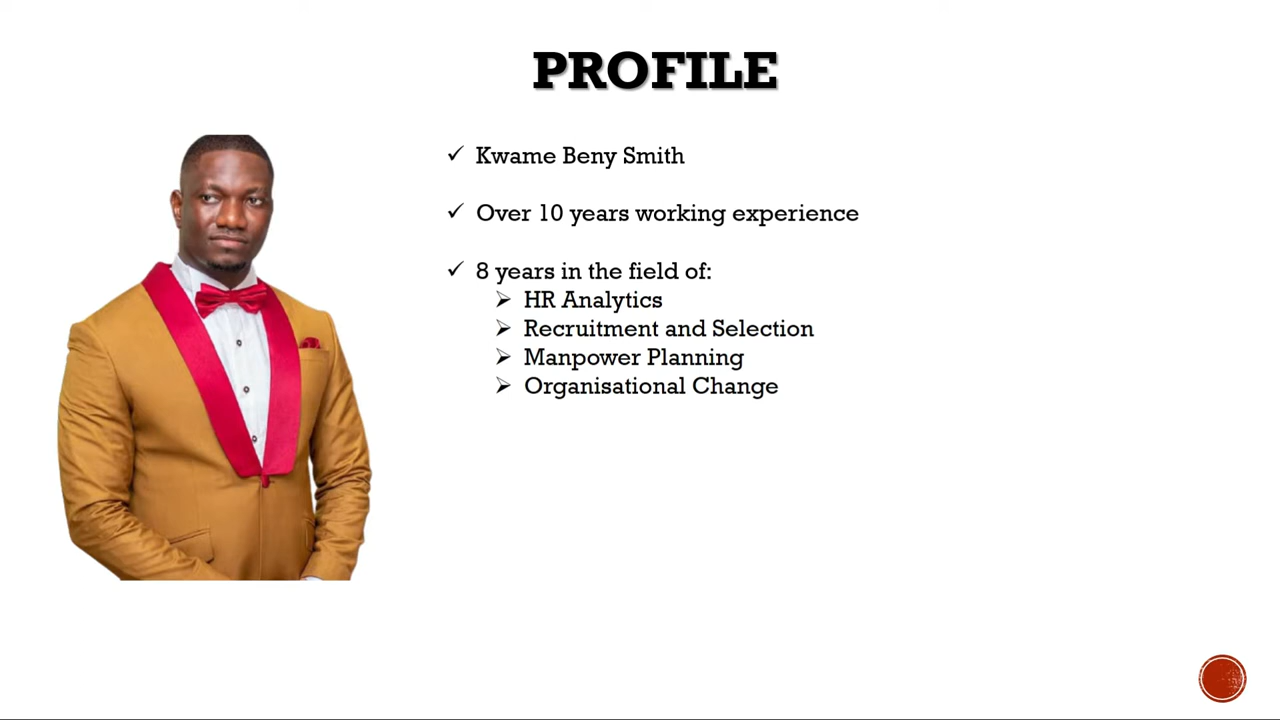 PROFILE
Kwame Beny Smith
Over 10 years working experience
8 years in the field of:
HR Analytics
Recruitment and Selection
Manpower Planning
Organisational Change